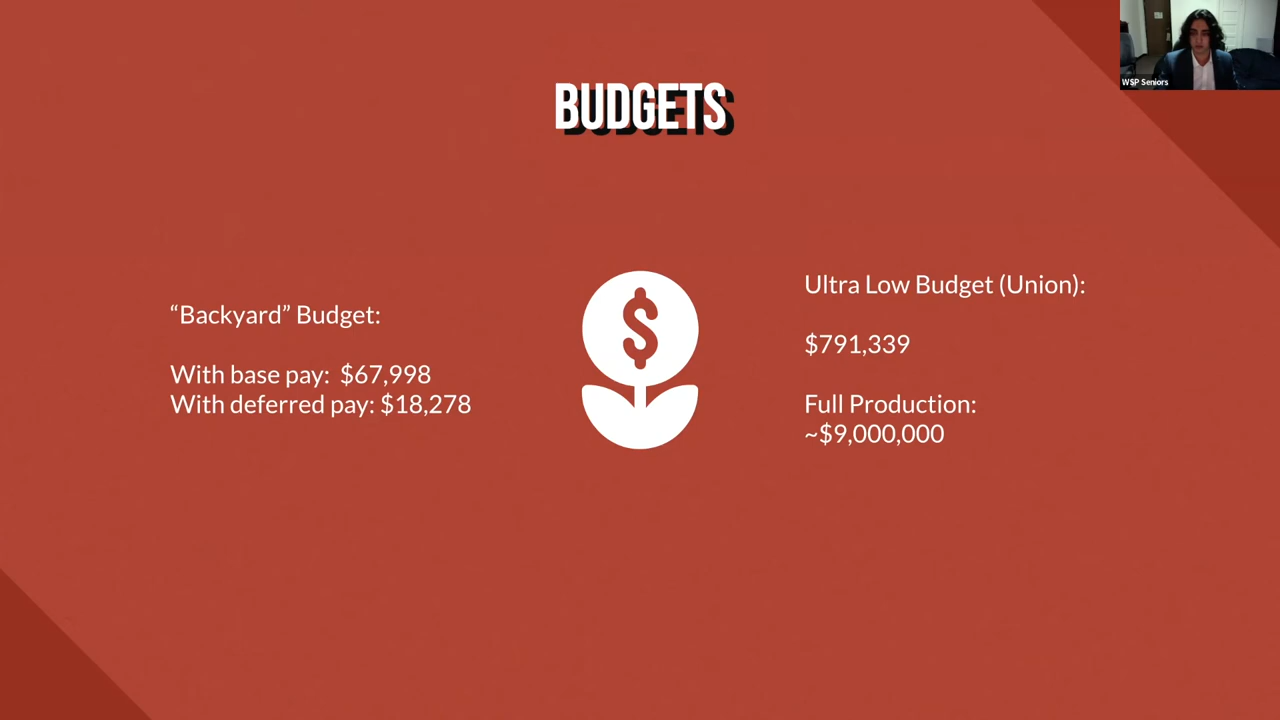 BUDGETS
WSP Seniors
“Backyard” Budget:
With base pay: $67,998
With deferred pay: $18,278
$
Ultra Low Budget (Union):
$791,339
Full Production:
~$9,000,000